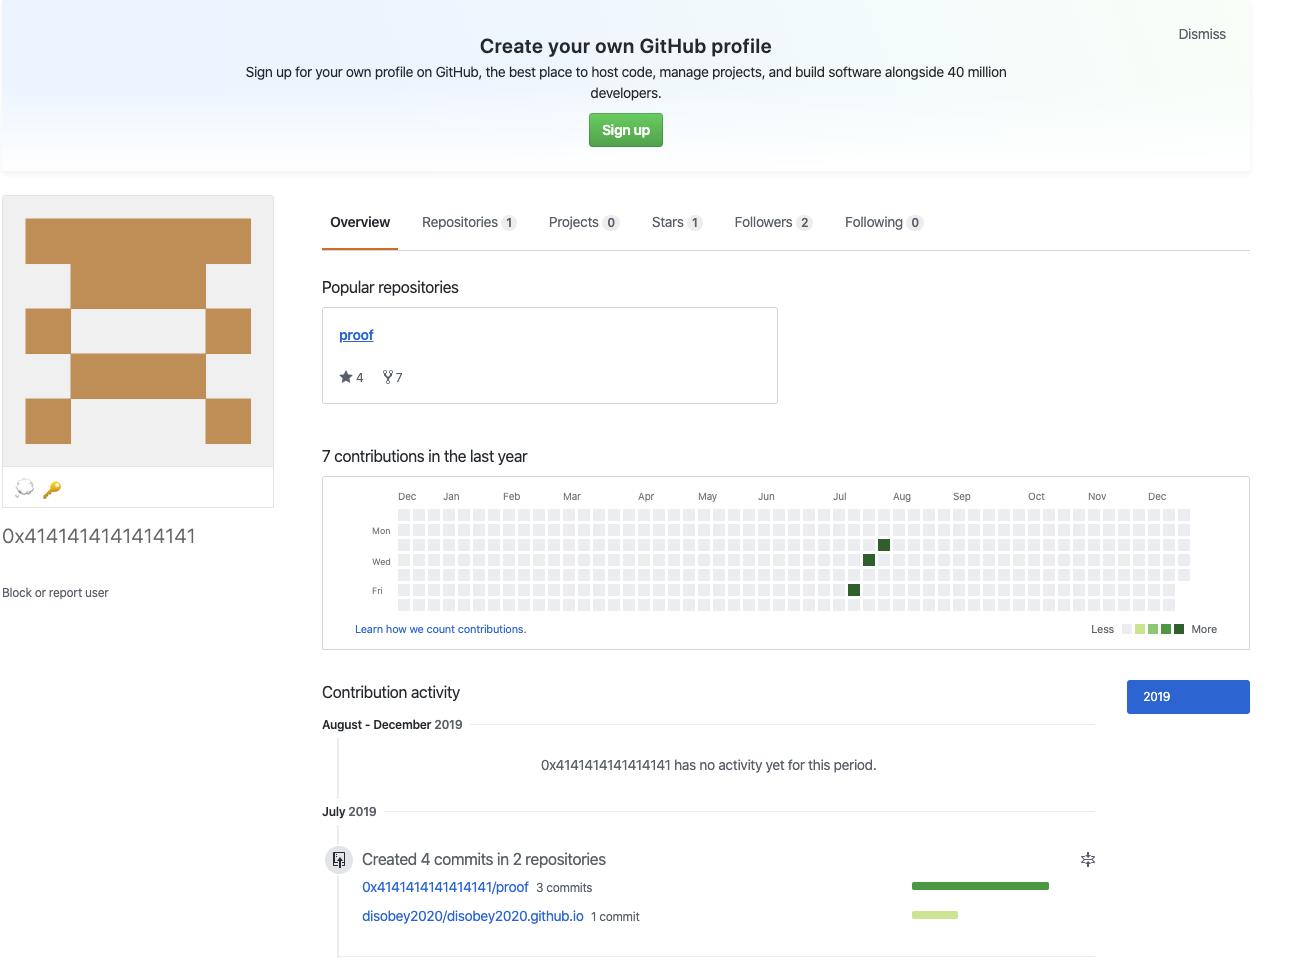 Create your own GitHub profile
Dismiss
Sign up for your own profile on GitHub, the best place to host code, manage projects, and build software alongside 40 million
developers.
Sign up
Overview Repositories 1 Projects 0 Stars 1 Followers 2 Following 0
Popular repositories
proof
4 7
0x4141414141414141
Block or report user
7 contributions in the last year
Dec Jan Feb Mar Apr May Jun Jul Aug Sep Oct Nov Dec
Mon
Wed
Fri
Learn how we count contributions.
Less More
Contribution activity
2019
August - December 2019
0x4141414141414141 has no activity yet for this period.
July 2019
Created 4 commits in 2 repositories
0x4141414141414141/proof 3 commits
disobey2020/disobey2020.github.io 1 commit